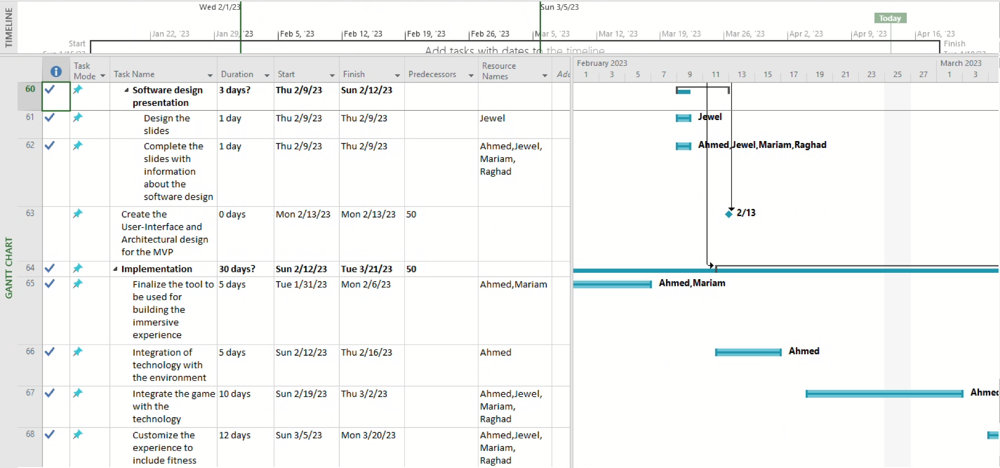 TIMELINE
Wed 2/1/23
Sun 3/5/23
Today
Jan 22, '23
Jan 29, '23
Feb 5, '23
Feb 12, '23
Feb 19, '23
Feb 26, '23
Mar 5, '23
Mar 12, '23
Mar 19, '23
Mar 26, '23
Apr 2, '23
Apr 9, '23
Apr 16, '23
Start
Sun 1/15/23
Add tasks with dates to the timeline
Finish
Tue 4/18/23
GANTT CHART
Task Mode Task Name Duration Start Finish Predecessors Resource Names Add
February 2023 March 2023
1 3 5 7 9 11 13 15 17 19 21 23 25 27 1 3
60 Software design 3 days? Thu 2/9/23 Sun 2/12/23
presentation
61 Design the 1 day Thu 2/9/23 Thu 2/9/23 Jewel Jewel
slides
62 Complete the 1 day Thu 2/9/23 Thu 2/9/23 Ahmed,Jewel, Ahmed,Jewel,Mariam,Raghad
slides with Mariam,
information Raghad
about the
software design
63 Create the 0 days Mon 2/13/23 Mon 2/13/23 50 2/13
User-Interface and
Architectural design
for the MVP
64 Implementation 30 days? Sun 2/12/23 Tue 3/21/23 50
65 Finalize the tool to 5 days Tue 1/31/23 Mon 2/6/23 Ahmed,Mariam Ahmed,Mariam
be used for
building the
immersive
experience
66 Integration of 5 days Sun 2/12/23 Thu 2/16/23 Ahmed Ahmed
technology with
the environment
67 Integrate the game 10 days Sun 2/19/23 Thu 3/2/23 Ahmed,Jewel, Ahmed
with the Mariam,
technology Raghad
68 Customize the 12 days Sun 3/5/23 Mon 3/20/23 Ahmed,Jewel,
experience to Mariam,
include fitness Raghad